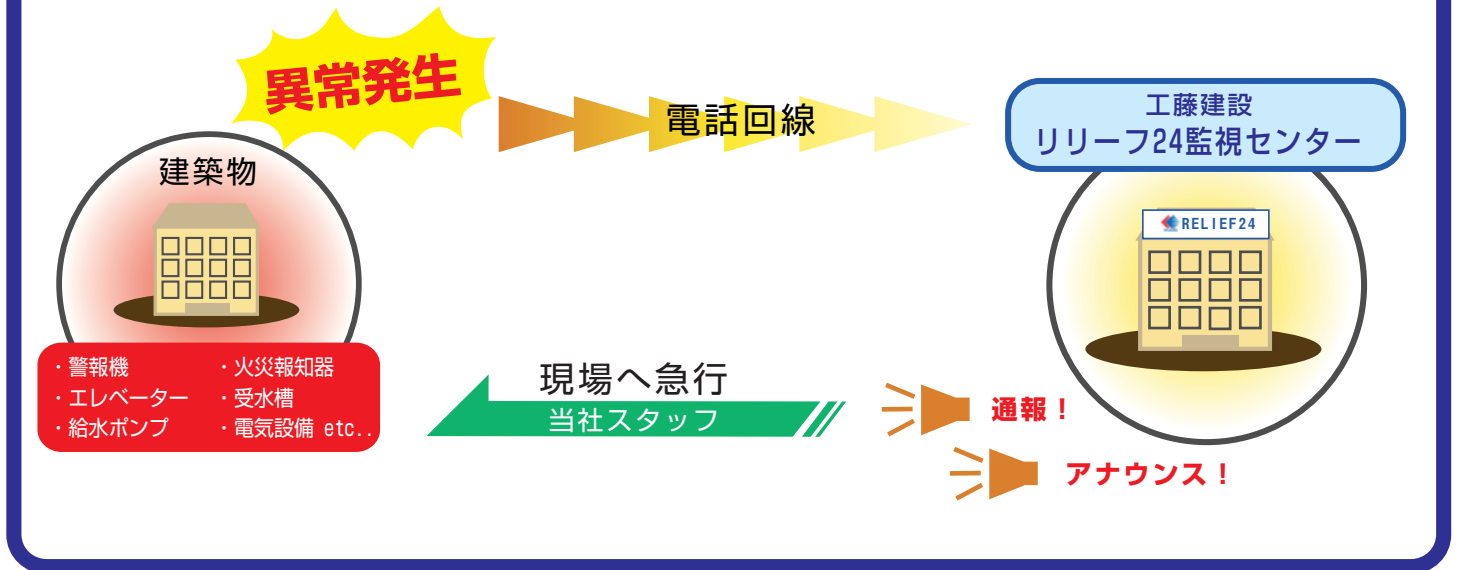 異常発生
電話回線
工藤建設
リリーフ24監視センター
建築物
RELIEF24
・警報機
・火災報知器
・エレベーター
・受水槽
・給水ポンプ
・電気設備 etc..
現場へ急行
当社スタッフ
通報！
アナウンス！